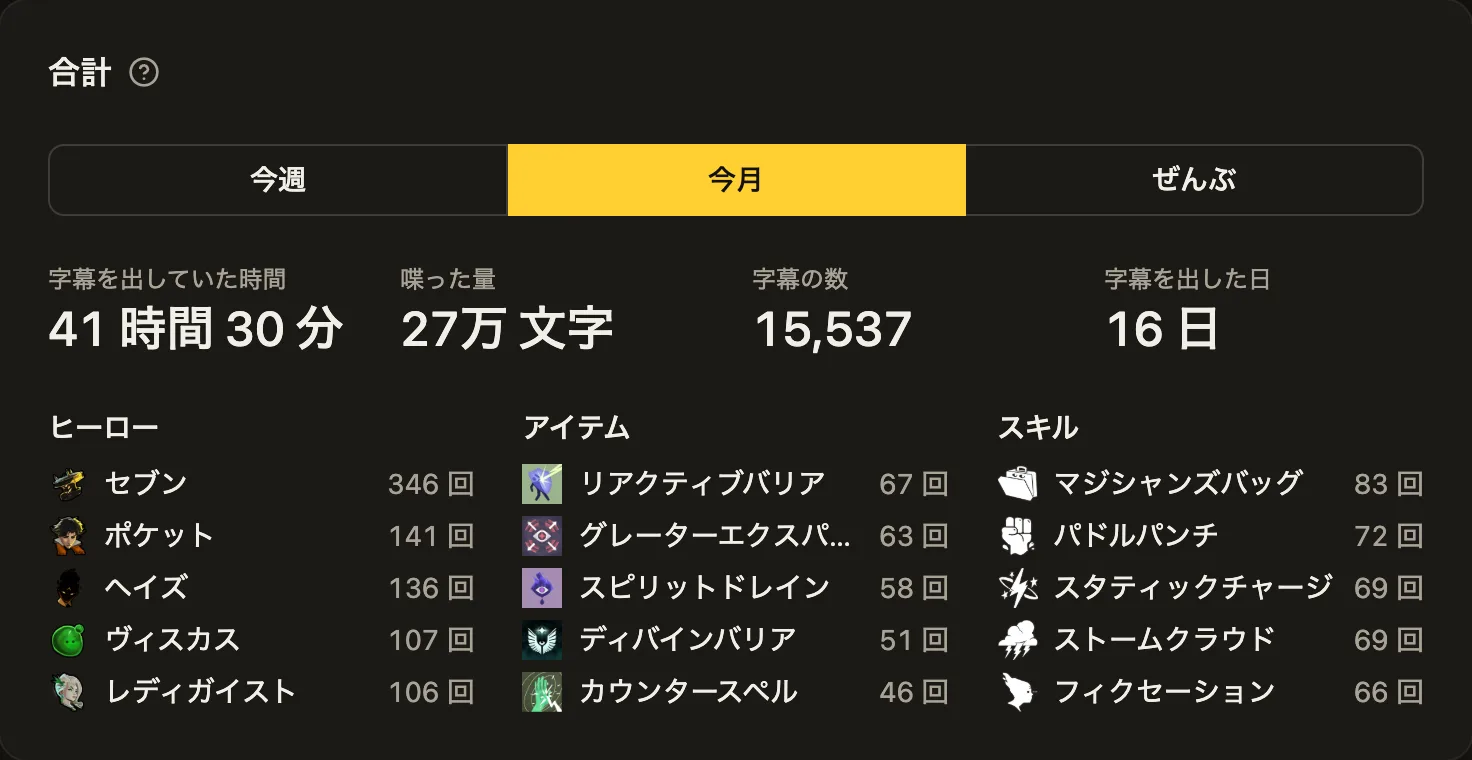 合計 ?
今週 今月 ぜんぶ
字幕を出していた時間 喋った量 字幕の数 字幕を出した日
41 時間 30 分 27万 文字 15,537 16 日
ヒーロー アイテム スキル
セブン 346 回 リアクティブバリア 67 回 マジシャンズバッグ 83 回
ポケット 141 回 グレーターエクスパ... 63 回 パドルパンチ 72 回
ヘイズ 136 回 スピリットドレイン 58 回 スタティックチャージ 69 回
ヴィスカス 107 回 ディバインバリア 51 回 ストームクラウド 69 回
レディガイスト 106 回 カウンタースペル 46 回 フィクセーション 66 回